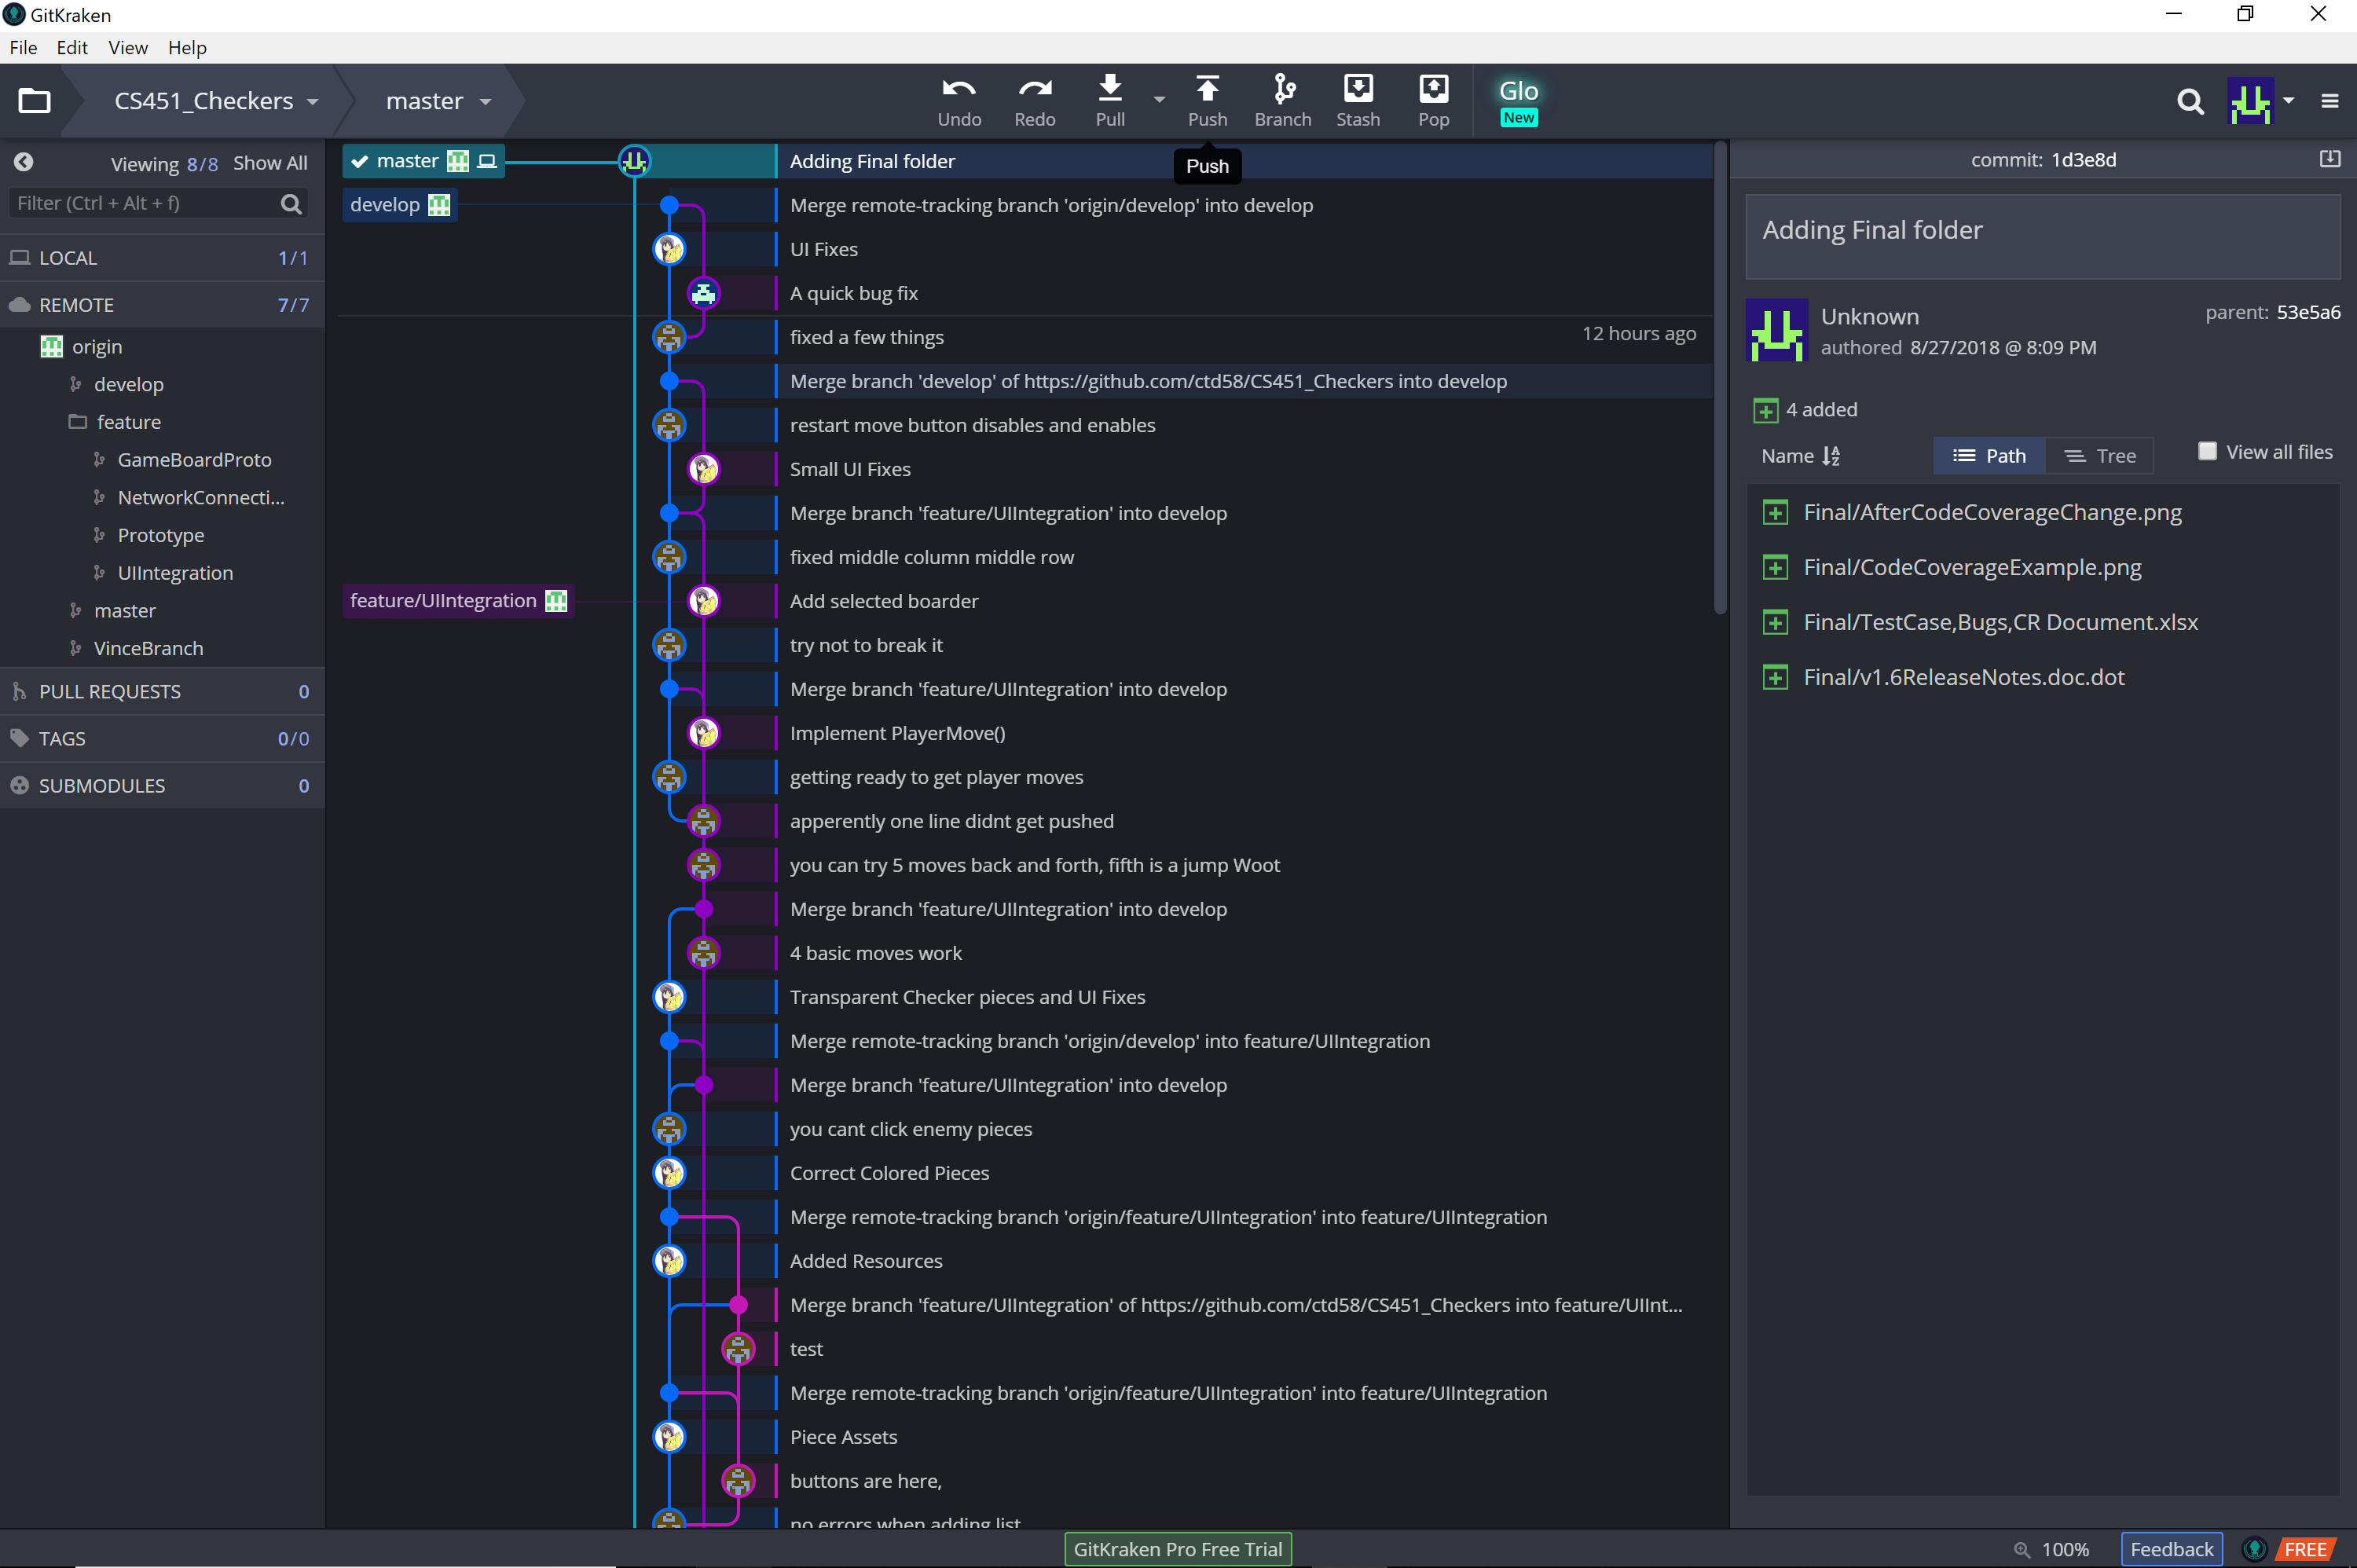 GitKraken
File Edit View Help
CS451_Checkers master Undo Redo Pull Push Branch Stash Pop Glo New
Push
Viewing 8/8 Show All
Filter (Ctrl + Alt + f)
LOCAL 1/1
REMOTE 7/7
origin
develop
feature
GameBoardProto
NetworkConnecti...
Prototype
UIIntegration
master
VinceBranch
PULL REQUESTS 0
TAGS 0/0
SUBMODULES 0
master
develop
feature/UIIntegration
Adding Final folder
Merge remote-tracking branch 'origin/develop' into develop
UI Fixes
A quick bug fix
fixed a few things 12 hours ago
Merge branch 'develop' of https://github.com/ctd58/CS451_Checkers into develop
restart move button disables and enables
Small UI Fixes
Merge branch 'feature/UIIntegration' into develop
fixed middle column middle row
Add selected boarder
try not to break it
Merge branch 'feature/UIIntegration' into develop
Implement PlayerMove()
getting ready to get player moves
apperently one line didnt get pushed
you can try 5 moves back and forth, fifth is a jump Woot
Merge branch 'feature/UIIntegration' into develop
4 basic moves work
Transparent Checker pieces and UI Fixes
Merge remote-tracking branch 'origin/develop' into feature/UIIntegration
Merge branch 'feature/UIIntegration' into develop
you cant click enemy pieces
Correct Colored Pieces
Merge remote-tracking branch 'origin/feature/UIIntegration' into feature/UIIntegration
Added Resources
Merge branch 'feature/UIIntegration' of https://github.com/ctd58/CS451_Checkers into feature/UIInt...
test
Merge remote-tracking branch 'origin/feature/UIIntegration' into feature/UIIntegration
Piece Assets
buttons are here,
no errors when adding list
commit: 1d3e8d
Adding Final folder
Unknown
authored 8/27/2018 @ 8:09 PM
parent: 53e5a6
4 added
Name Path Tree View all files
Final/AfterCodeCoverageChange.png
Final/CodeCoverageExample.png
Final/TestCase,Bugs,CR Document.xlsx
Final/v1.6ReleaseNotes.doc.dot
GitKraken Pro Free Trial 100% Feedback FREE